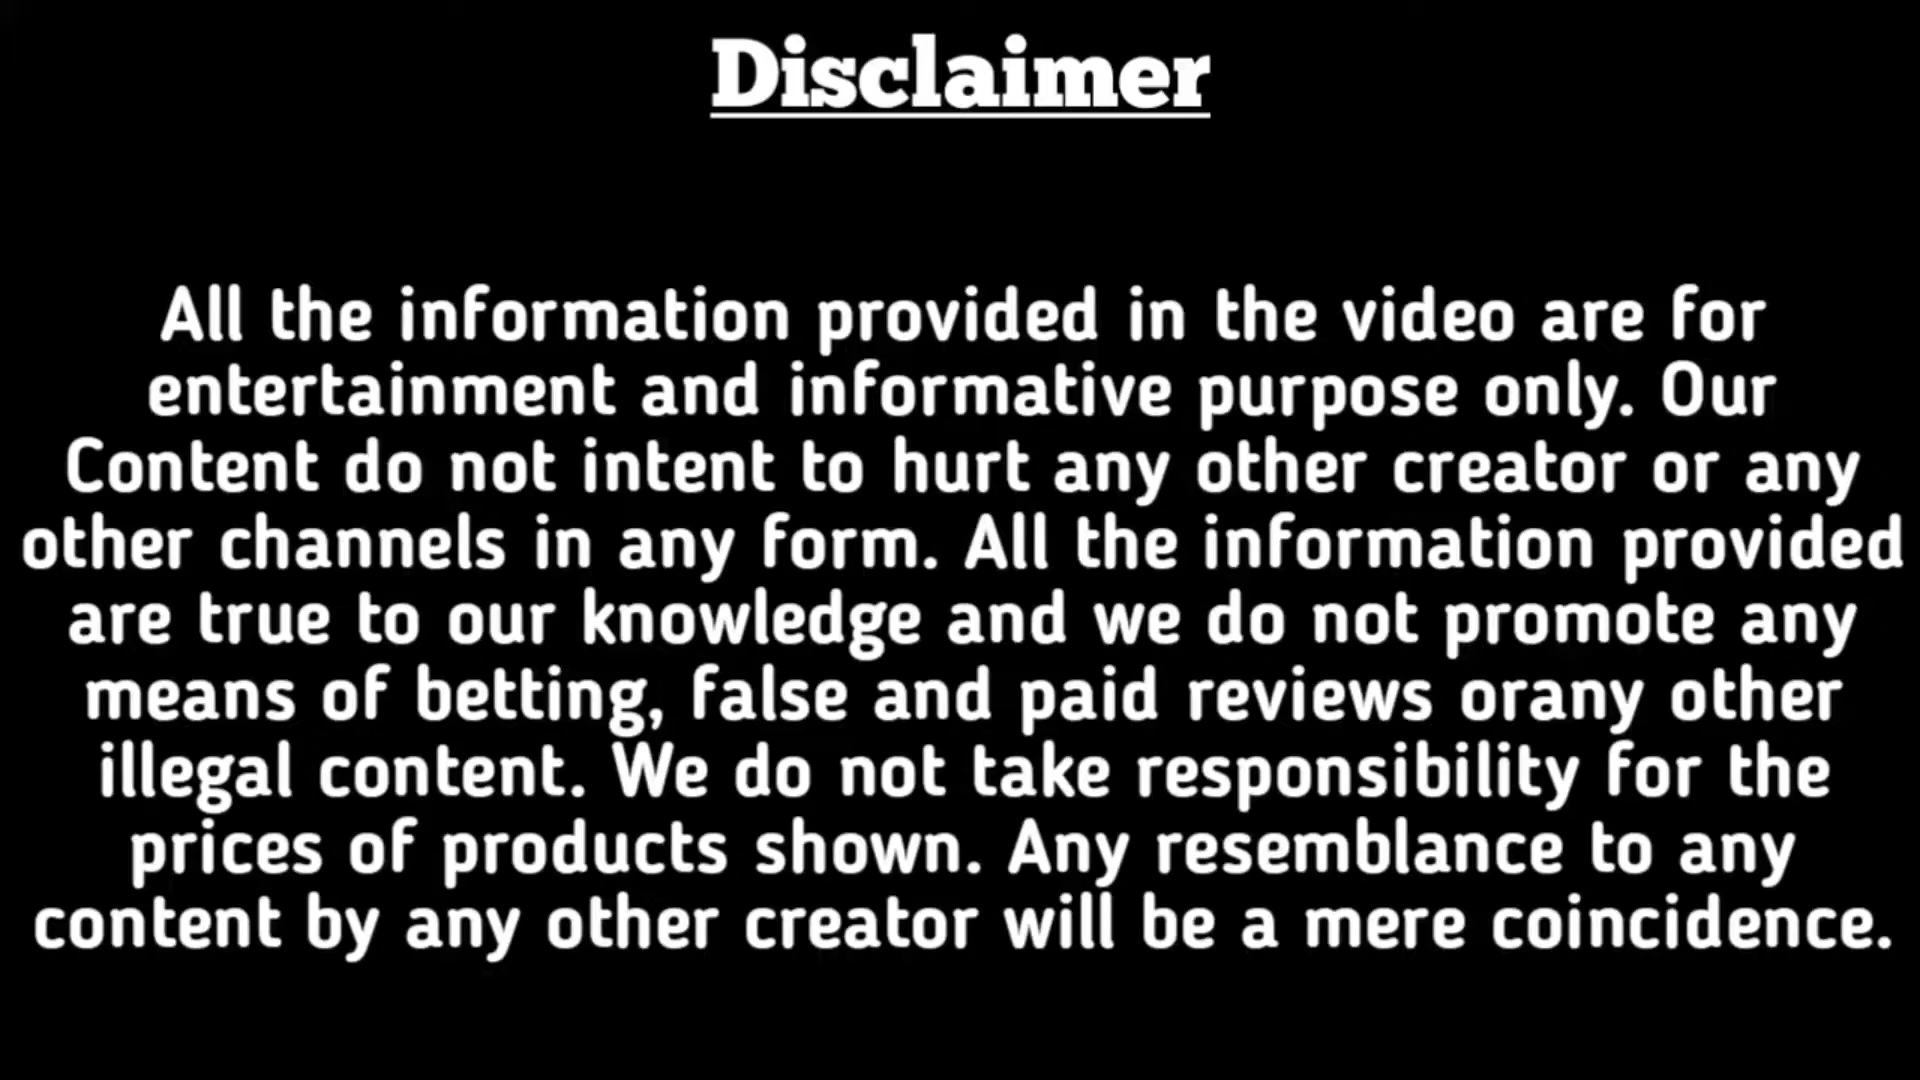 Disclaimer
All the information provided in the video are for
entertainment and informative purpose only. Our
Content do not intent to hurt any other creator or any
other channels in any form. All the information provided
are true to our knowledge and we do not promote any
means of betting, false and paid reviews orany other
illegal content. We do not take responsibility for the
prices of products shown. Any resemblance to any
content by any other creator will be a mere coincidence.